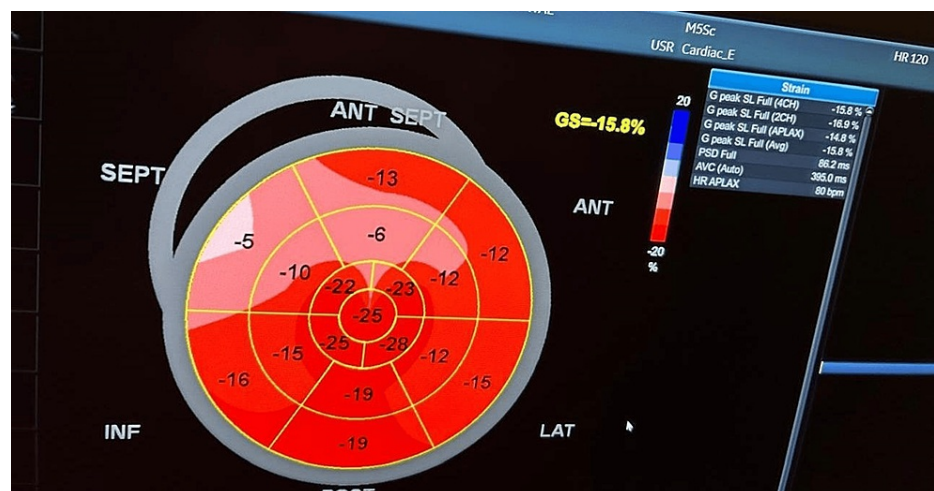 M5Sc
USR Cardiac_E
HR 120
Strain
G peak SL Full (4CH) -15.8 %
G peak SL Full (2CH) -16.9 %
G peak SL Full (APLAX) -14.8 %
G peak SL Full (Avg) -15.8 %
PSD Full 86.2 ms
AVC (Auto) 395.0 ms
HR APLAX 80 bpm
20
-20
%
GS=-15.8%
ANT SEPT
SEPT
ANT
INF
LAT
-13
-5
-6
-12
-10
-22
-23
-12
-25
-15
-25
-28
-12
-16
-19
-15
-19